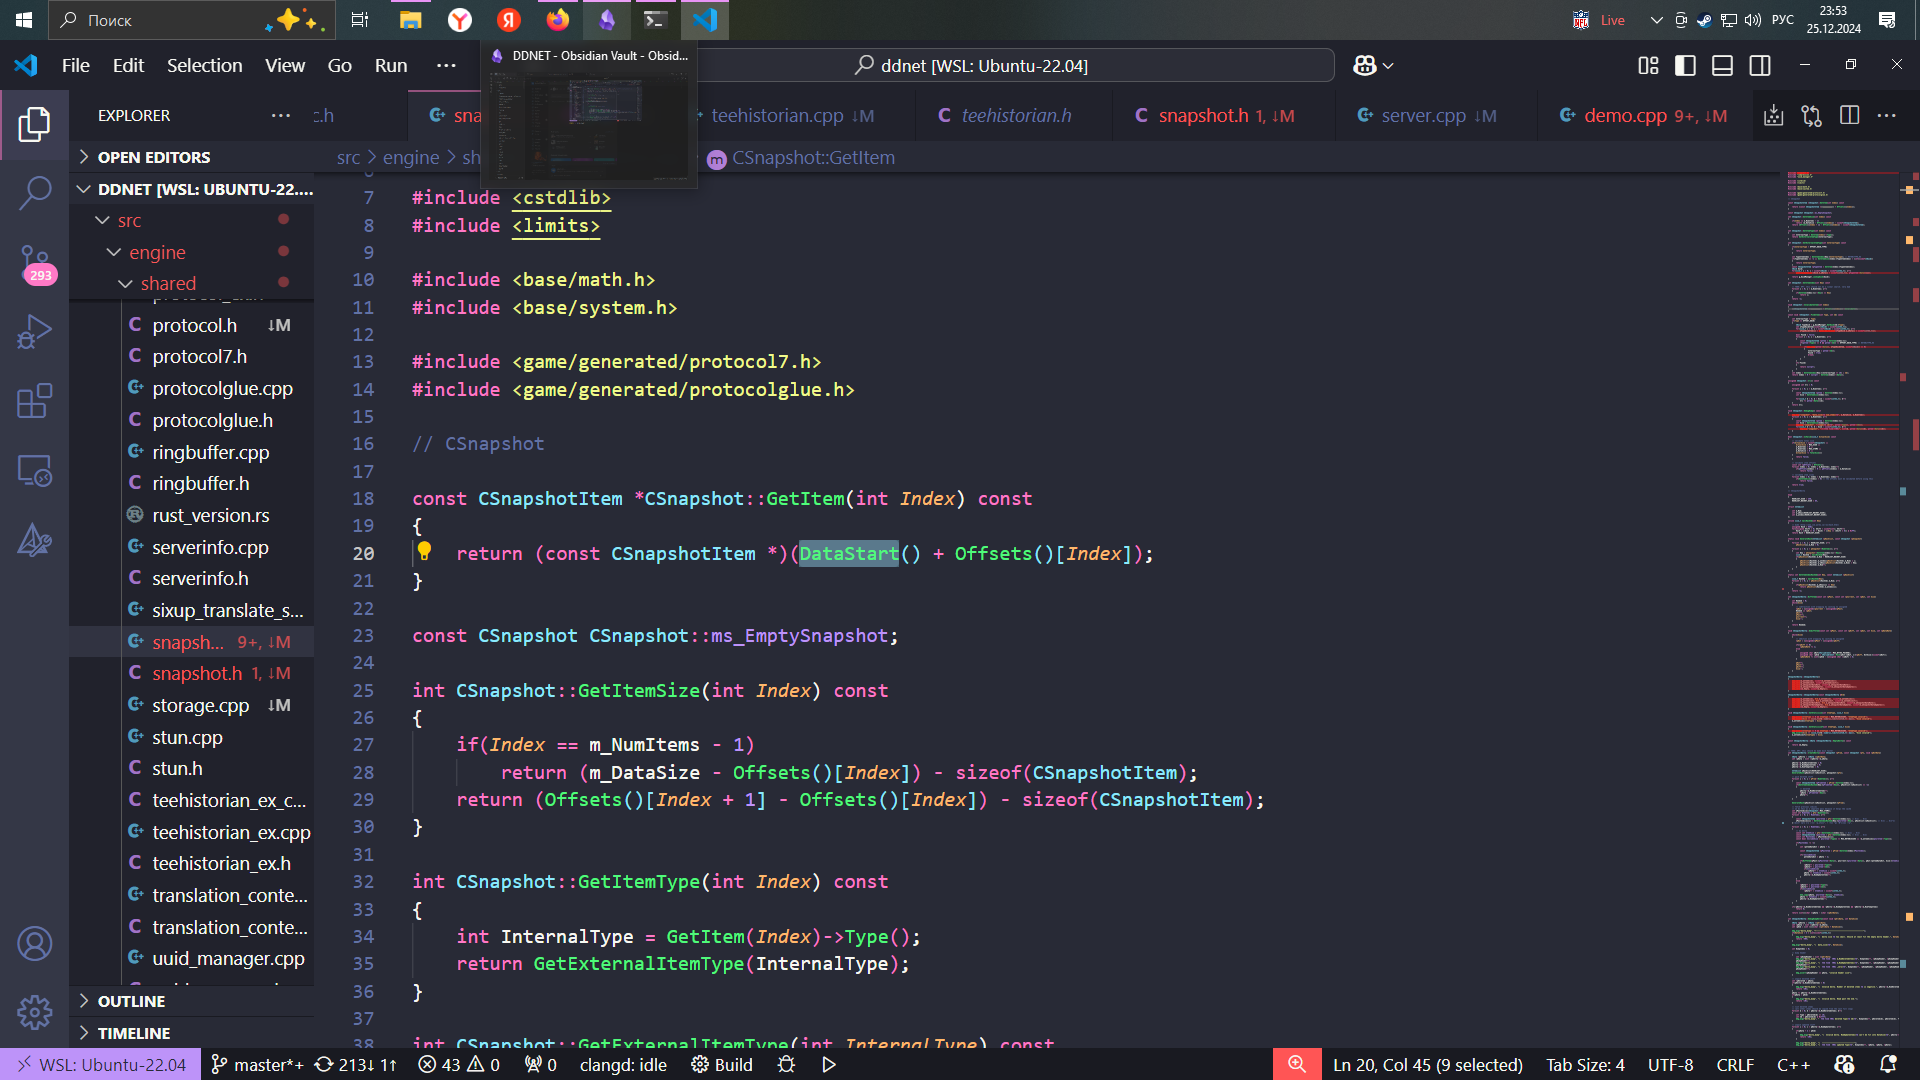 Поиск
Live
РУС
23:53
25.12.2024
File
Edit
Selection
View
Go
Run
DDNET - Obsidian Vault - Obsid...
ddnet [WSL: Ubuntu-22.04]
EXPLORER
c.h
sna
teehistorian.cpp ↓M
teehistorian.h
snapshot.h 1, ↓M
server.cpp ↓M
demo.cpp 9+, ↓M
OPEN EDITORS
src > engine > sh
CSnapshot::GetItem
DDNET [WSL: UBUNTU-22....
src
engine
shared
protocol.h ↓M
protocol7.h
protocolglue.cpp
protocolglue.h
ringbuffer.cpp
ringbuffer.h
rust_version.rs
serverinfo.cpp
serverinfo.h
sixup_translate_s...
snapsh... 9+, ↓M
snapshot.h 1, ↓M
storage.cpp ↓M
stun.cpp
stun.h
teehistorian_ex_c...
teehistorian_ex.cpp
teehistorian_ex.h
translation_conte...
translation_conte...
uuid_manager.cpp
OUTLINE
TIMELINE
293
7 #include <cstdlib>
8 #include <limits>
9
10 #include <base/math.h>
11 #include <base/system.h>
12
13 #include <game/generated/protocol7.h>
14 #include <game/generated/protocolglue.h>
15
16 // CSnapshot
17
18 const CSnapshotItem *CSnapshot::GetItem(int Index) const
19 {
20 return (const CSnapshotItem *)(DataStart() + Offsets()[Index]);
21 }
22
23 const CSnapshot CSnapshot::ms_EmptySnapshot;
24
25 int CSnapshot::GetItemSize(int Index) const
26 {
27 if(Index == m_NumItems - 1)
28 return (m_DataSize - Offsets()[Index]) - sizeof(CSnapshotItem);
29 return (Offsets()[Index + 1] - Offsets()[Index]) - sizeof(CSnapshotItem);
30 }
31
32 int CSnapshot::GetItemType(int Index) const
33 {
34 int InternalType = GetItem(Index)->Type();
35 return GetExternalItemType(InternalType);
36 }
37
38 int CSnapshot::GetExternalItemType(int InternalType) const
WSL: Ubuntu-22.04
master*+
213↓ 1↑
43
0
0
clangd: idle
Build
Ln 20, Col 45 (9 selected)
Tab Size: 4
UTF-8
CRLF
C++